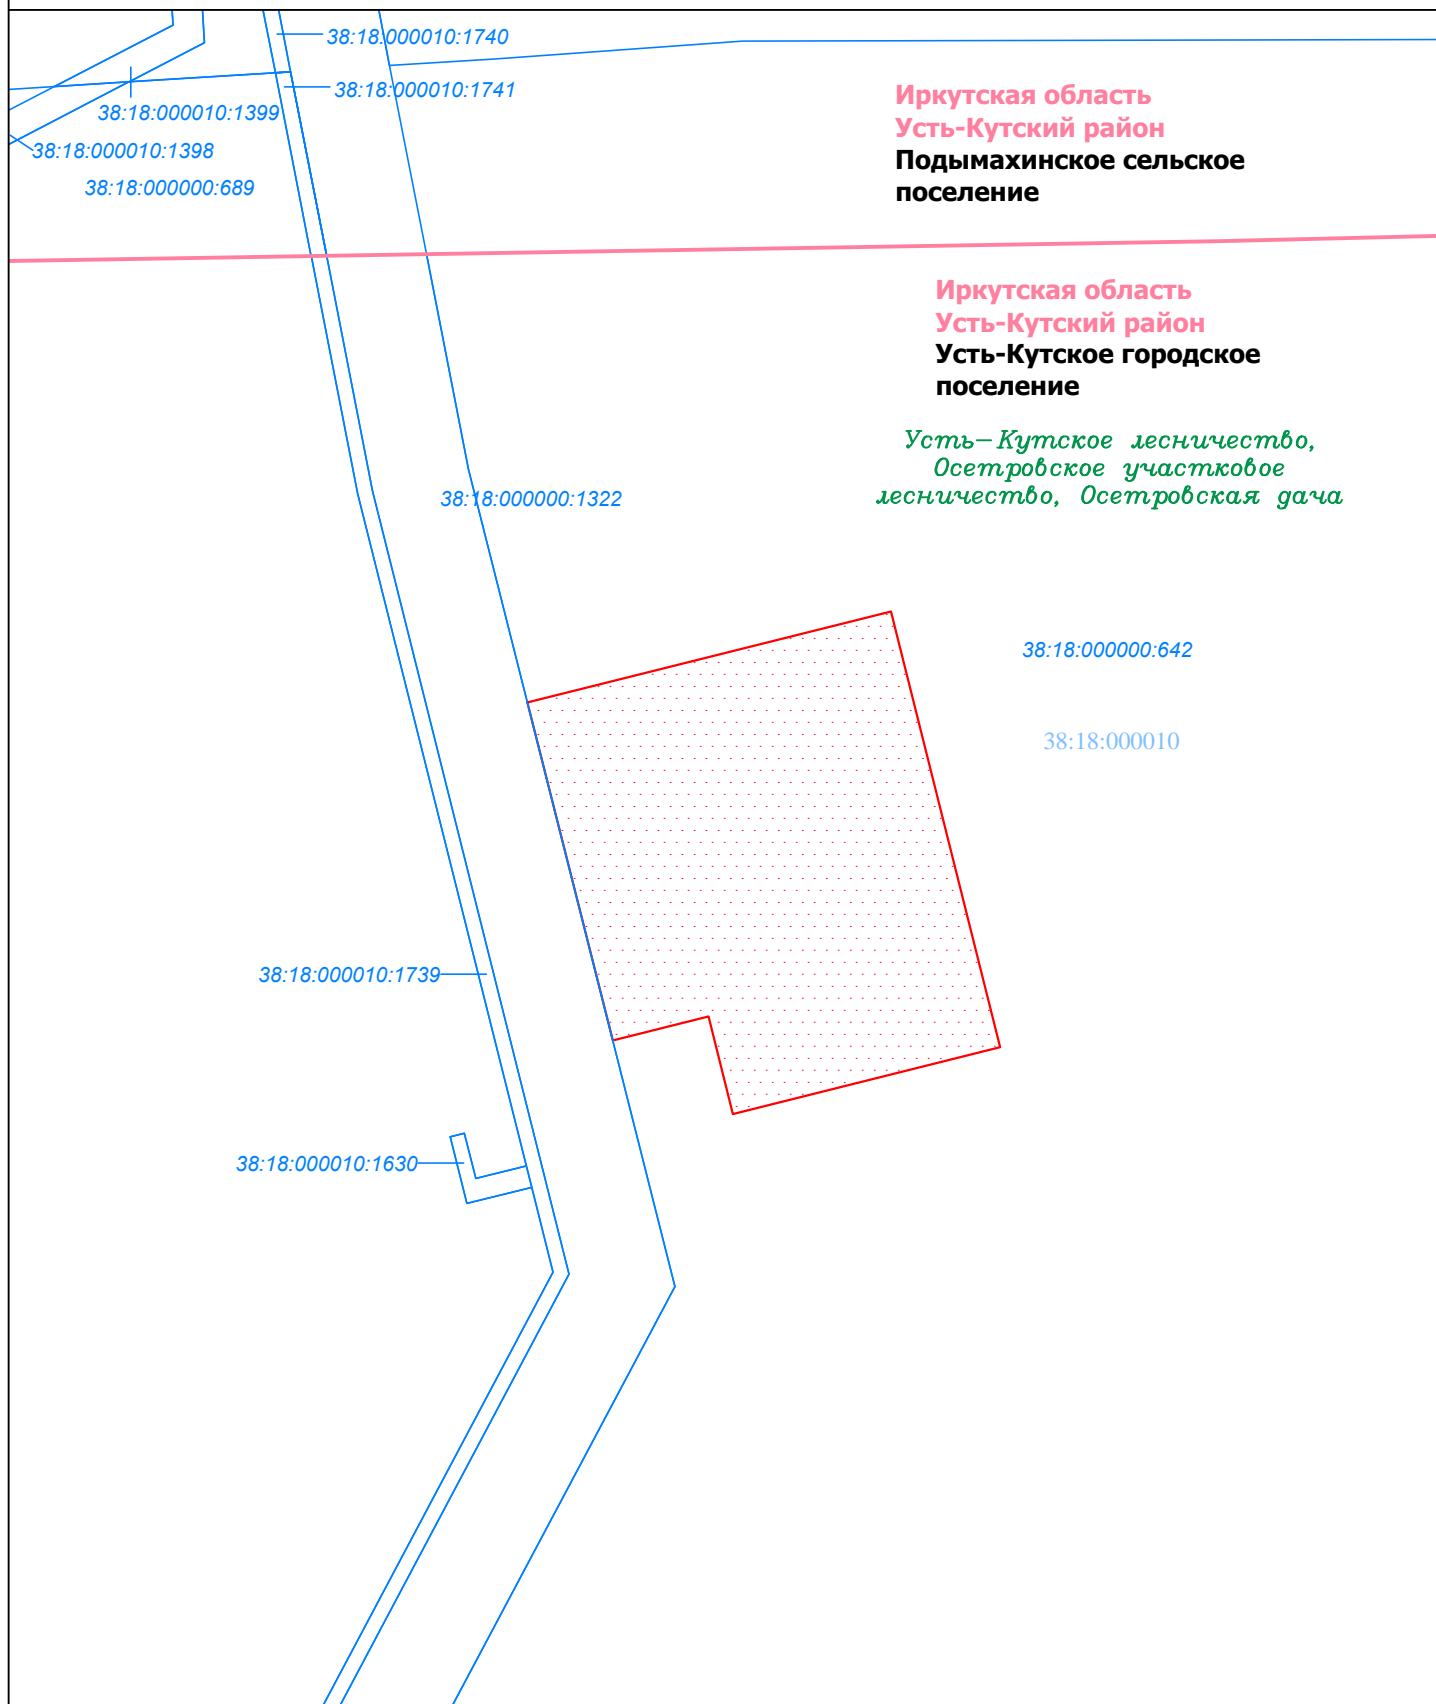 38:18:000010:1740
38:18:000010:1741
38:18:000010:1399
38:18:000010:1398
38:18:000000:689
Иркутская область
Усть-Кутский район
Подымахинское сельское
поселение
Иркутская область
Усть-Кутский район
Усть-Кутское городское
поселение
Усть-Кутское лесничество,
Осетровское участковое
лесничество, Осетровская дача
38:18:000000:1322
38:18:000000:642
38:18:000010
38:18:000010:1739
38:18:000010:1630